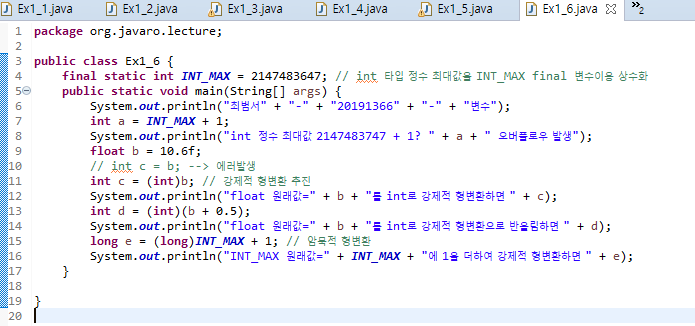 Ex1_1.java Ex1_2.java Ex1_3.java Ex1_4.java Ex1_5.java Ex1_6.java »2
1 package org.javaro.lecture;
2
3 public class Ex1_6 {
4 final static int INT_MAX = 2147483647; // int 타입 정수 최대값을 INT_MAX final 변수이용 상수화
5 public static void main(String[] args) {
6 System.out.println("최범서" + "-" + "20191366" + "-" + "변수");
7 int a = INT_MAX + 1;
8 System.out.println("int 정수 최대값 2147483747 + 1? " + a + " 오버플로우 발생");
9 float b = 10.6f;
10 // int c = b; --> 에러발생
11 int c = (int)b; // 강제적 형변환 추진
12 System.out.println("float 원래값=" + b + "를 int로 강제적 형변환하면 " + c);
13 int d = (int)(b + 0.5);
14 System.out.println("float 원래값=" + b + "를 int로 강제적 형변환으로 반올림하면 " + d);
15 long e = (long)INT_MAX + 1; // 암묵적 형변환
16 System.out.println("INT_MAX 원래값=" + INT_MAX + "에 1을 더하여 강제적 형변환하면 " + e);
17 }
18
19 }
20